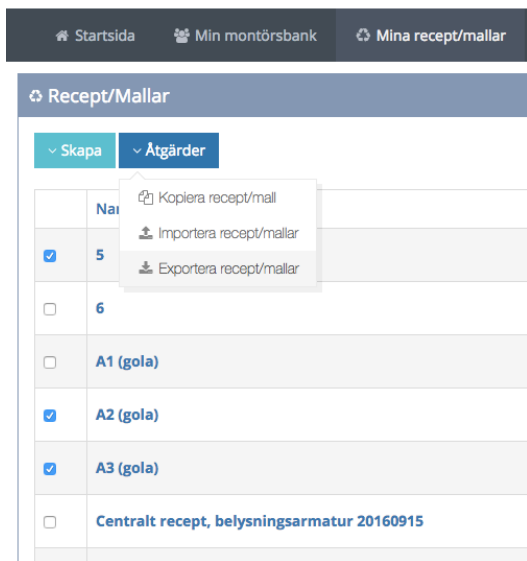 Startsida Min montörsbank Mina recept/mallar
Recept/Mallar
Skapa Åtgärder
Kopiera recept/mall
Importera recept/mallar
Exportera recept/mallar
5
6
A1 (gola)
A2 (gola)
A3 (gola)
Centralt recept, belysningsarmatur 20160915